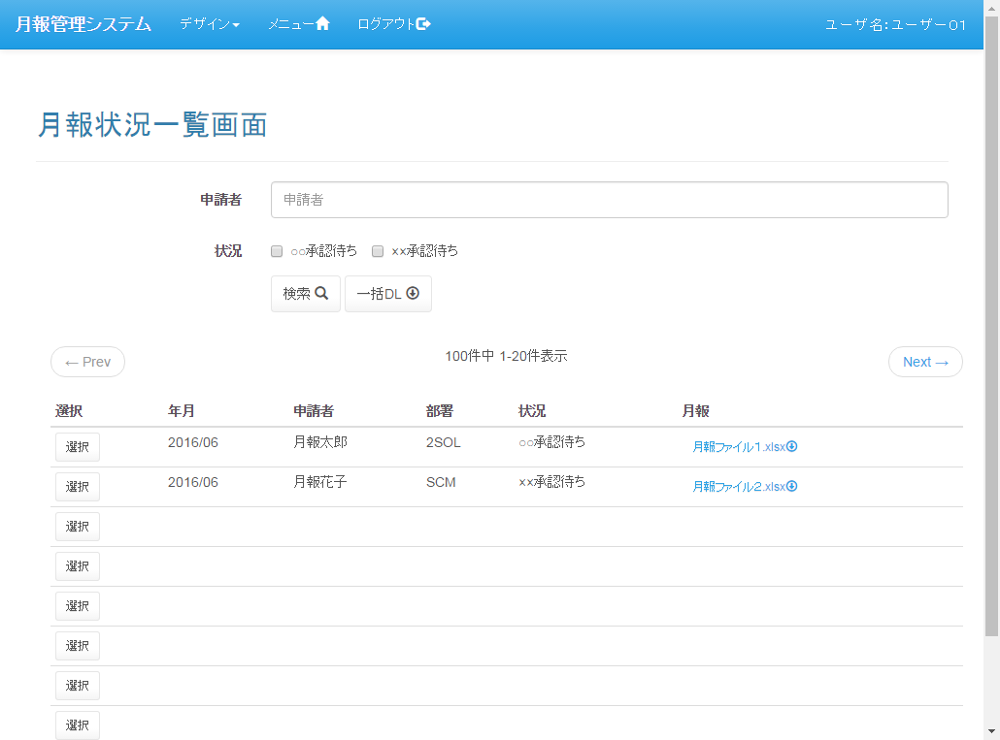 月報管理システム デザイン メニュー ログアウト ユーザ名:ユーザー01
月報状況一覧画面
申請者 申請者
状況 ○○承認待ち ××承認待ち
検索 一括DL
← Prev 100件中 1-20件表示 Next →
選択 年月 申請者 部署 状況 月報
選択 2016/06 月報太郎 2SOL ○○承認待ち 月報ファイル1.xlsx
選択 2016/06 月報花子 SCM ××承認待ち 月報ファイル2.xlsx
選択
選択
選択
選択
選択
選択